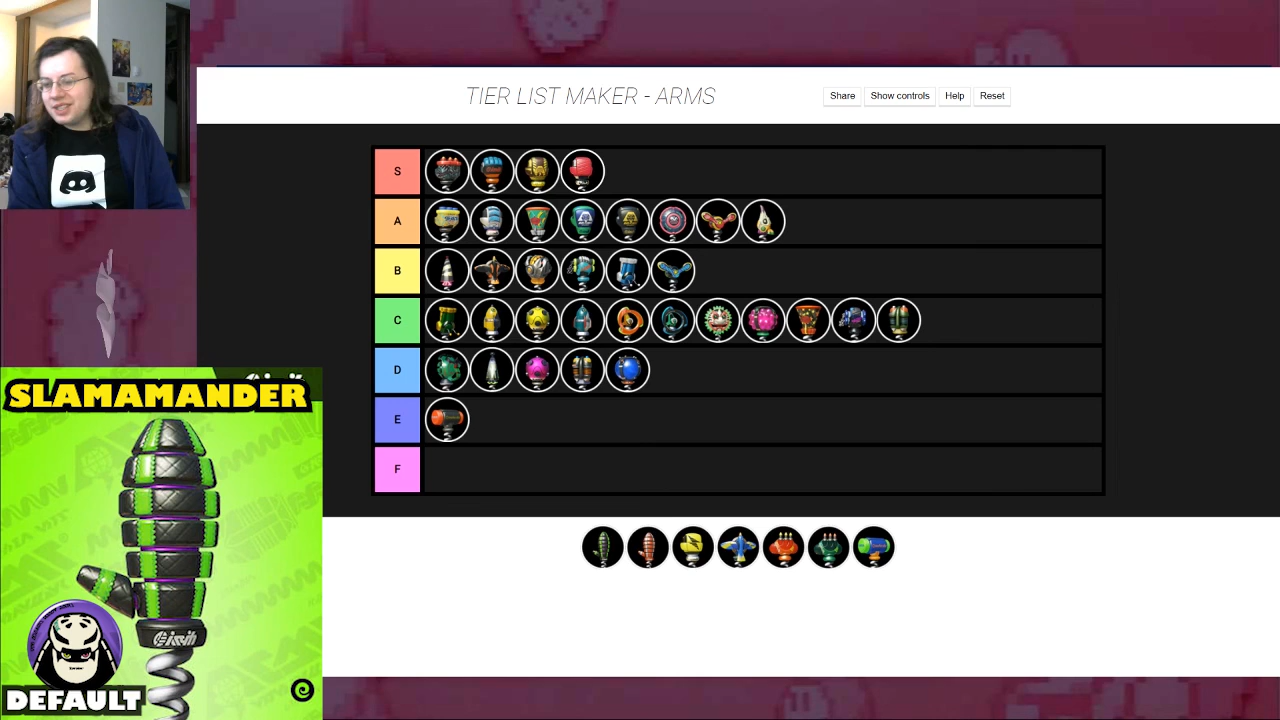 TIER LIST MAKER - ARMS
Share
Show controls
Help
Reset
S
A
B
C
D
E
F
SLAMAMANDER
DEFAULT